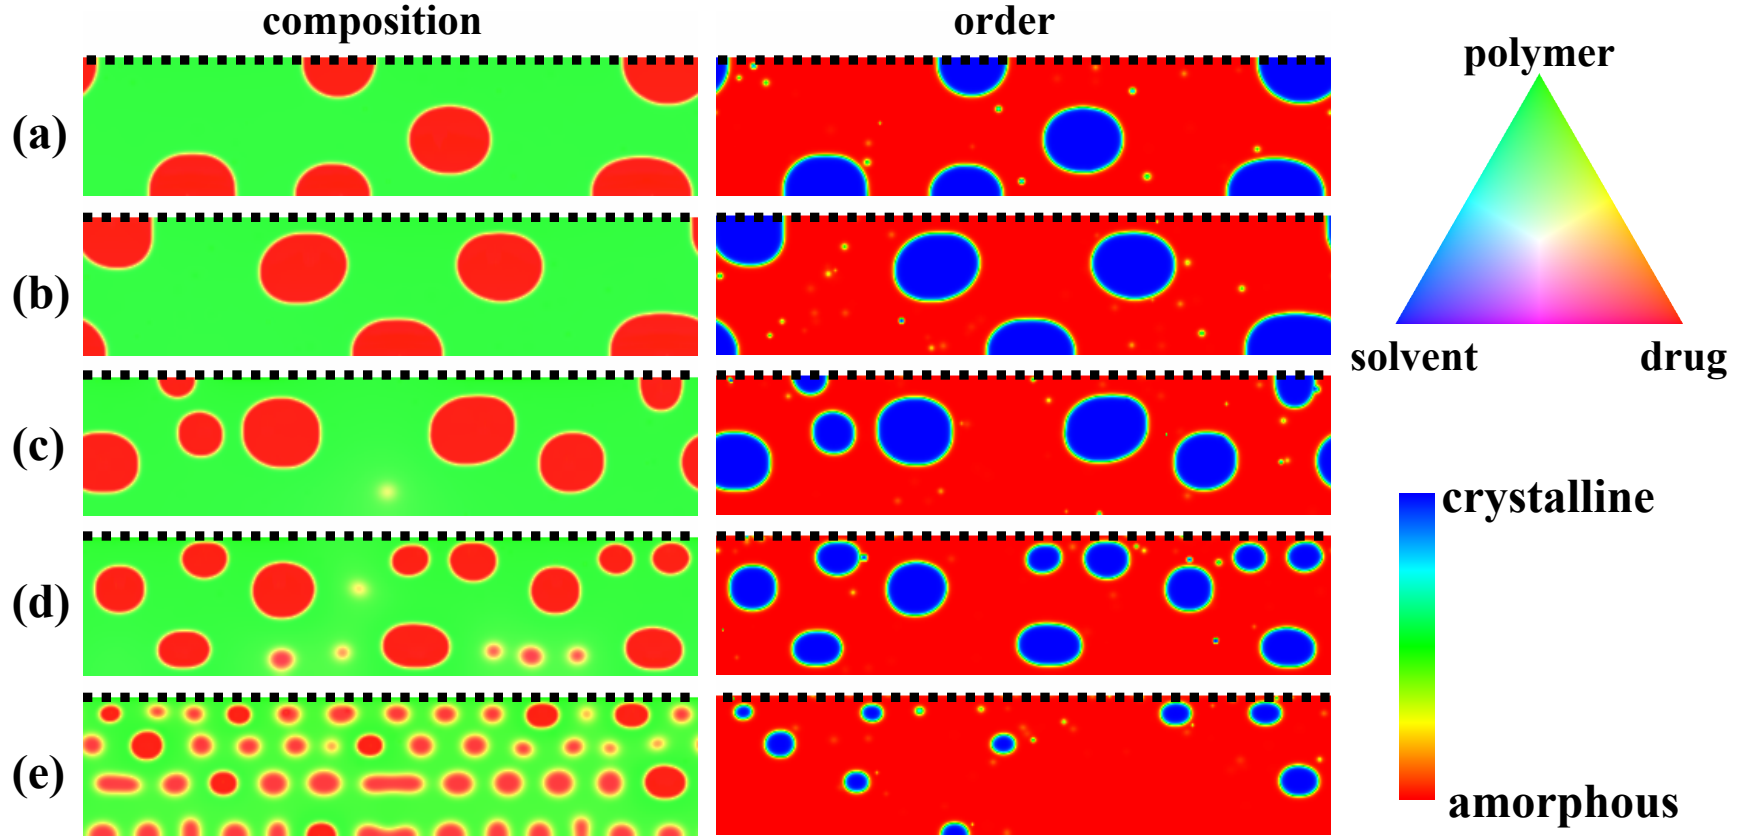 composition
order
(a)
(b)
(c)
(d)
(e)
polymer
solvent
drug
crystalline
amorphous